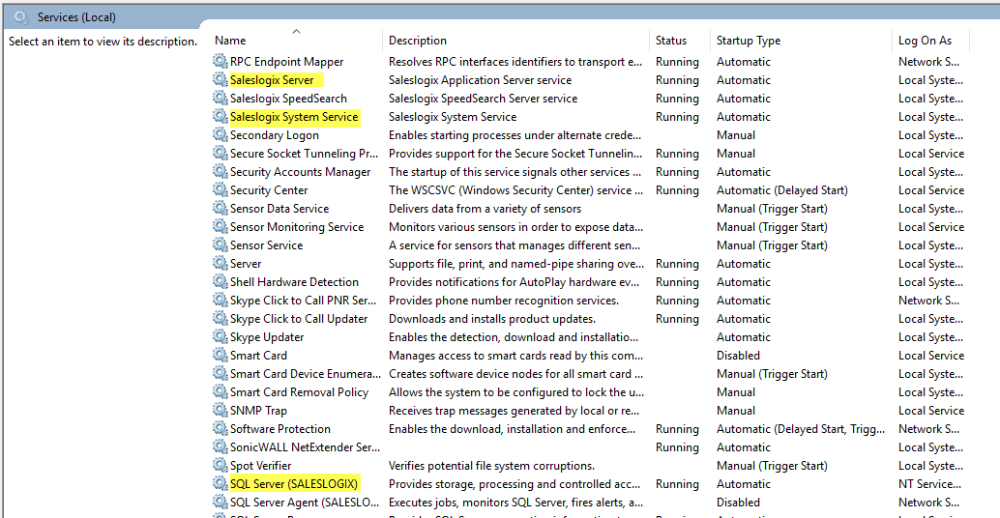 Services (Local)
Select an item to view its description.
Name Description Status Startup Type Log On As
RPC Endpoint Mapper Resolves RPC interfaces identifiers to transport e... Running Automatic Network S...
Saleslogix Server Saleslogix Application Server service Running Automatic Local Syste...
Saleslogix SpeedSearch Saleslogix SpeedSearch Server service Running Automatic Local Syste...
Saleslogix System Service Saleslogix System Service Running Automatic Local Syste...
Secondary Logon Enables starting processes under alternate crede... Manual Local Syste...
Secure Socket Tunneling Pr... Provides support for the Secure Socket Tunnelin... Running Manual Local Service
Security Accounts Manager The startup of this service signals other services ... Running Automatic Local Syste...
Security Center The WSCSVC (Windows Security Center) service ... Running Automatic (Delayed Start) Local Service
Sensor Data Service Delivers data from a variety of sensors Manual (Trigger Start) Local Syste...
Sensor Monitoring Service Monitors various sensors in order to expose data... Manual (Trigger Start) Local Service
Sensor Service A service for sensors that manages different sen... Manual (Trigger Start) Local Syste...
Server Supports file, print, and named-pipe sharing ove... Running Automatic Local Syste...
Shell Hardware Detection Provides notifications for AutoPlay hardware ev... Running Automatic Local Syste...
Skype Click to Call PNR Ser... Provides phone number recognition services. Running Automatic Network S...
Skype Click to Call Updater Downloads and installs product updates. Running Automatic Local Syste...
Skype Updater Enables the detection, download and installatio... Automatic Local Syste...
Smart Card Manages access to smart cards read by this com... Disabled Local Service
Smart Card Device Enumera... Creates software device nodes for all smart card ... Manual (Trigger Start) Local Syste...
Smart Card Removal Policy Allows the system to be configured to lock the u... Manual Local Syste...
SNMP Trap Receives trap messages generated by local or re... Manual Local Service
Software Protection Enables the download, installation and enforce... Running Automatic (Delayed Start, Trigg... Network S...
SonicWALL NetExtender Ser... Running Automatic Local Syste...
Spot Verifier Verifies potential file system corruptions. Manual (Trigger Start) Local Syste...
SQL Server (SALESLOGIX) Provides storage, processing and controlled acc... Running Automatic NT Service...
SQL Server Agent (SALESLO... Executes jobs, monitors SQL Server, fires alerts, a... Disabled Network S...